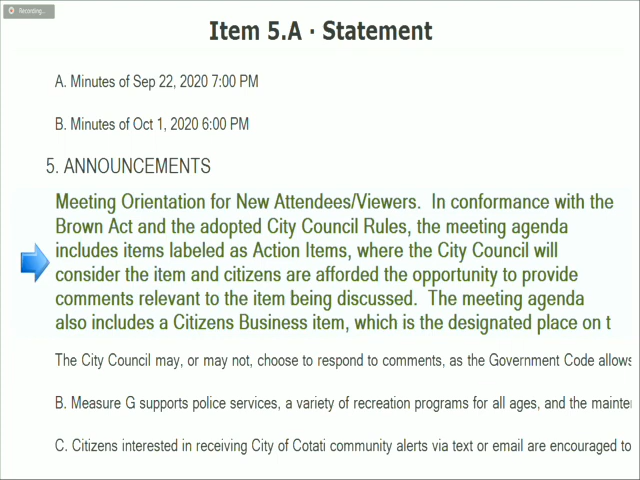 Recording...
Item 5.A · Statement
A. Minutes of Sep 22, 2020 7:00 PM
B. Minutes of Oct 1, 2020 6:00 PM
5. ANNOUNCEMENTS
Meeting Orientation for New Attendees/Viewers. In conformance with the
Brown Act and the adopted City Council Rules, the meeting agenda
includes items labeled as Action Items, where the City Council will
consider the item and citizens are afforded the opportunity to provide
comments relevant to the item being discussed. The meeting agenda
also includes a Citizens Business item, which is the designated place on t
The City Council may, or may not, choose to respond to comments, as the Government Code allows
B. Measure G supports police services, a variety of recreation programs for all ages, and the mainte
C. Citizens interested in receiving City of Cotati community alerts via text or email are encouraged to